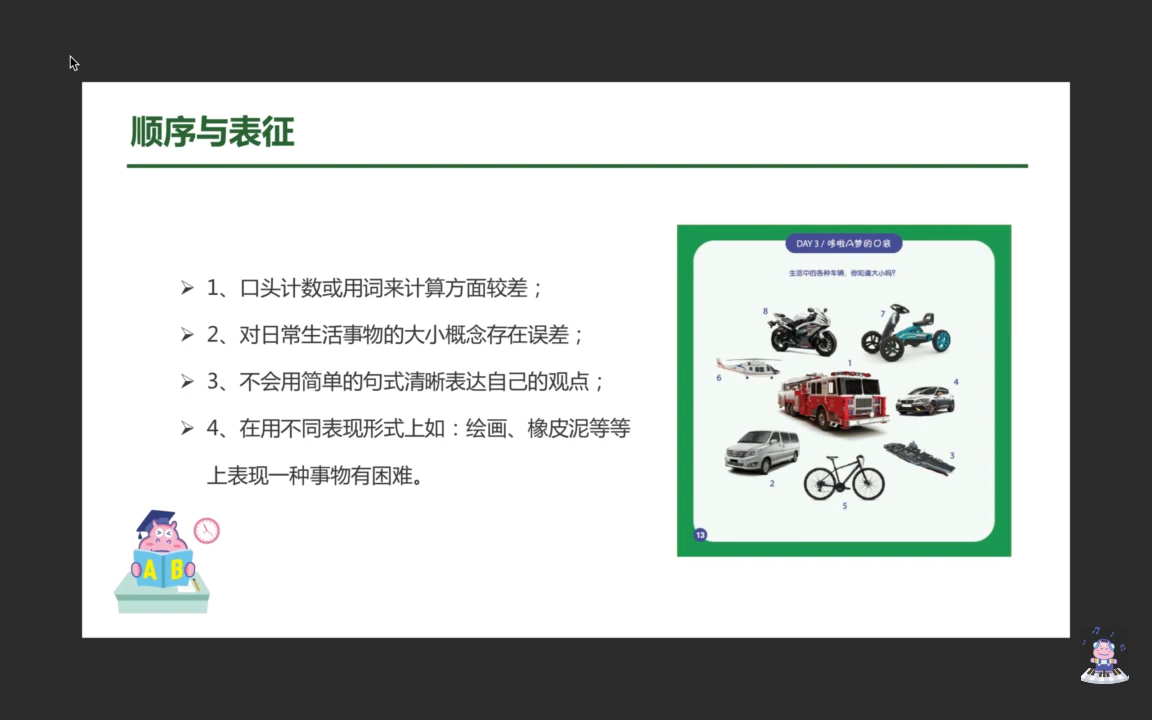 顺序与表征
➢ 1、口头计数或用词来计算方面较差；
➢ 2、对日常生活事物的大小概念存在误差；
➢ 3、不会用简单的句式清晰表达自己的观点；
➢ 4、在用不同表现形式上如：绘画、橡皮泥等等
上表现一种事物有困难。
DAY 3 / 哆啦A梦的口袋
生活中的各种车辆，你知道大小吗？
8
7
1
6
4
3
2
5
13
A B